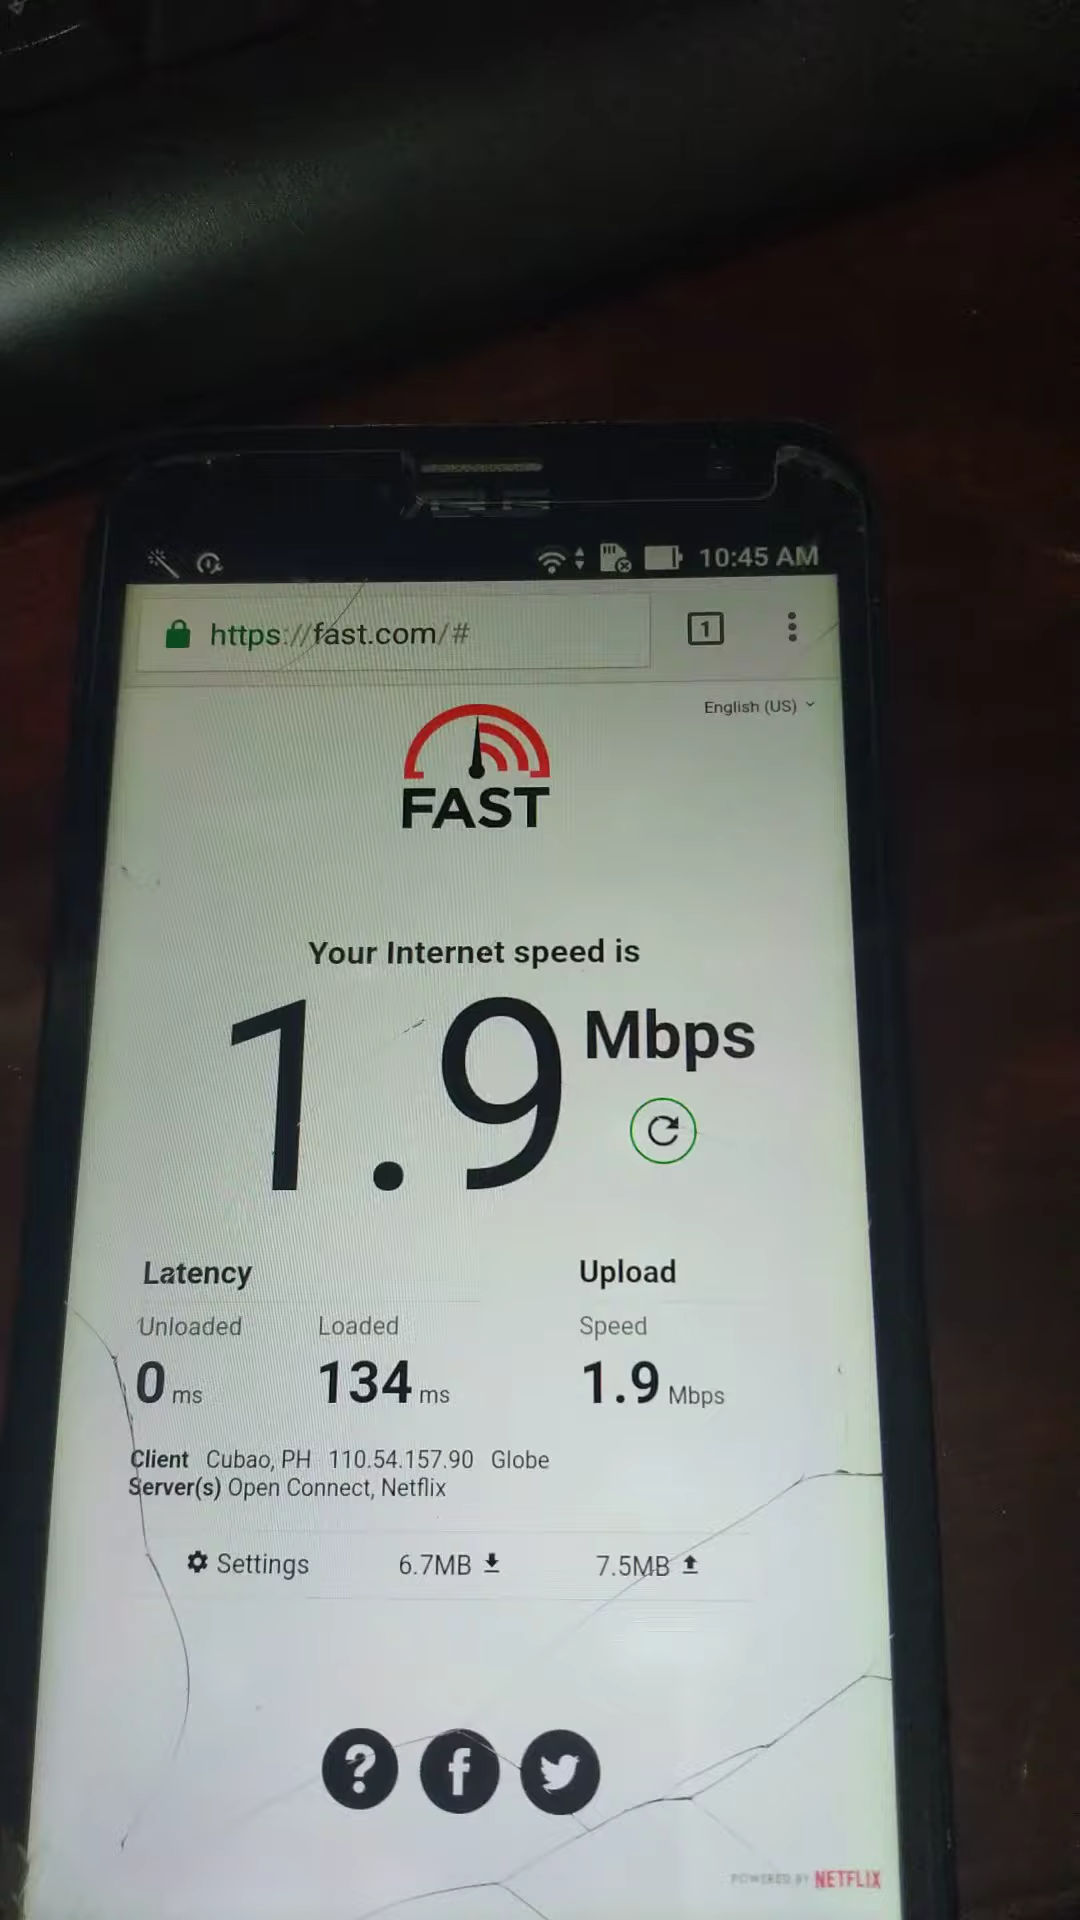 10:45 AM
https://fast.com/#
1
English (US)
FAST
Your Internet speed is
1.9 Mbps
Latency
Upload
Unloaded
Loaded
Speed
0 ms
134 ms
1.9 Mbps
Client Cubao, PH 110.54.157.90 Globe
Server(s) Open Connect, Netflix
Settings
6.7MB
7.5MB
?
f
POWERED BY NETFLIX